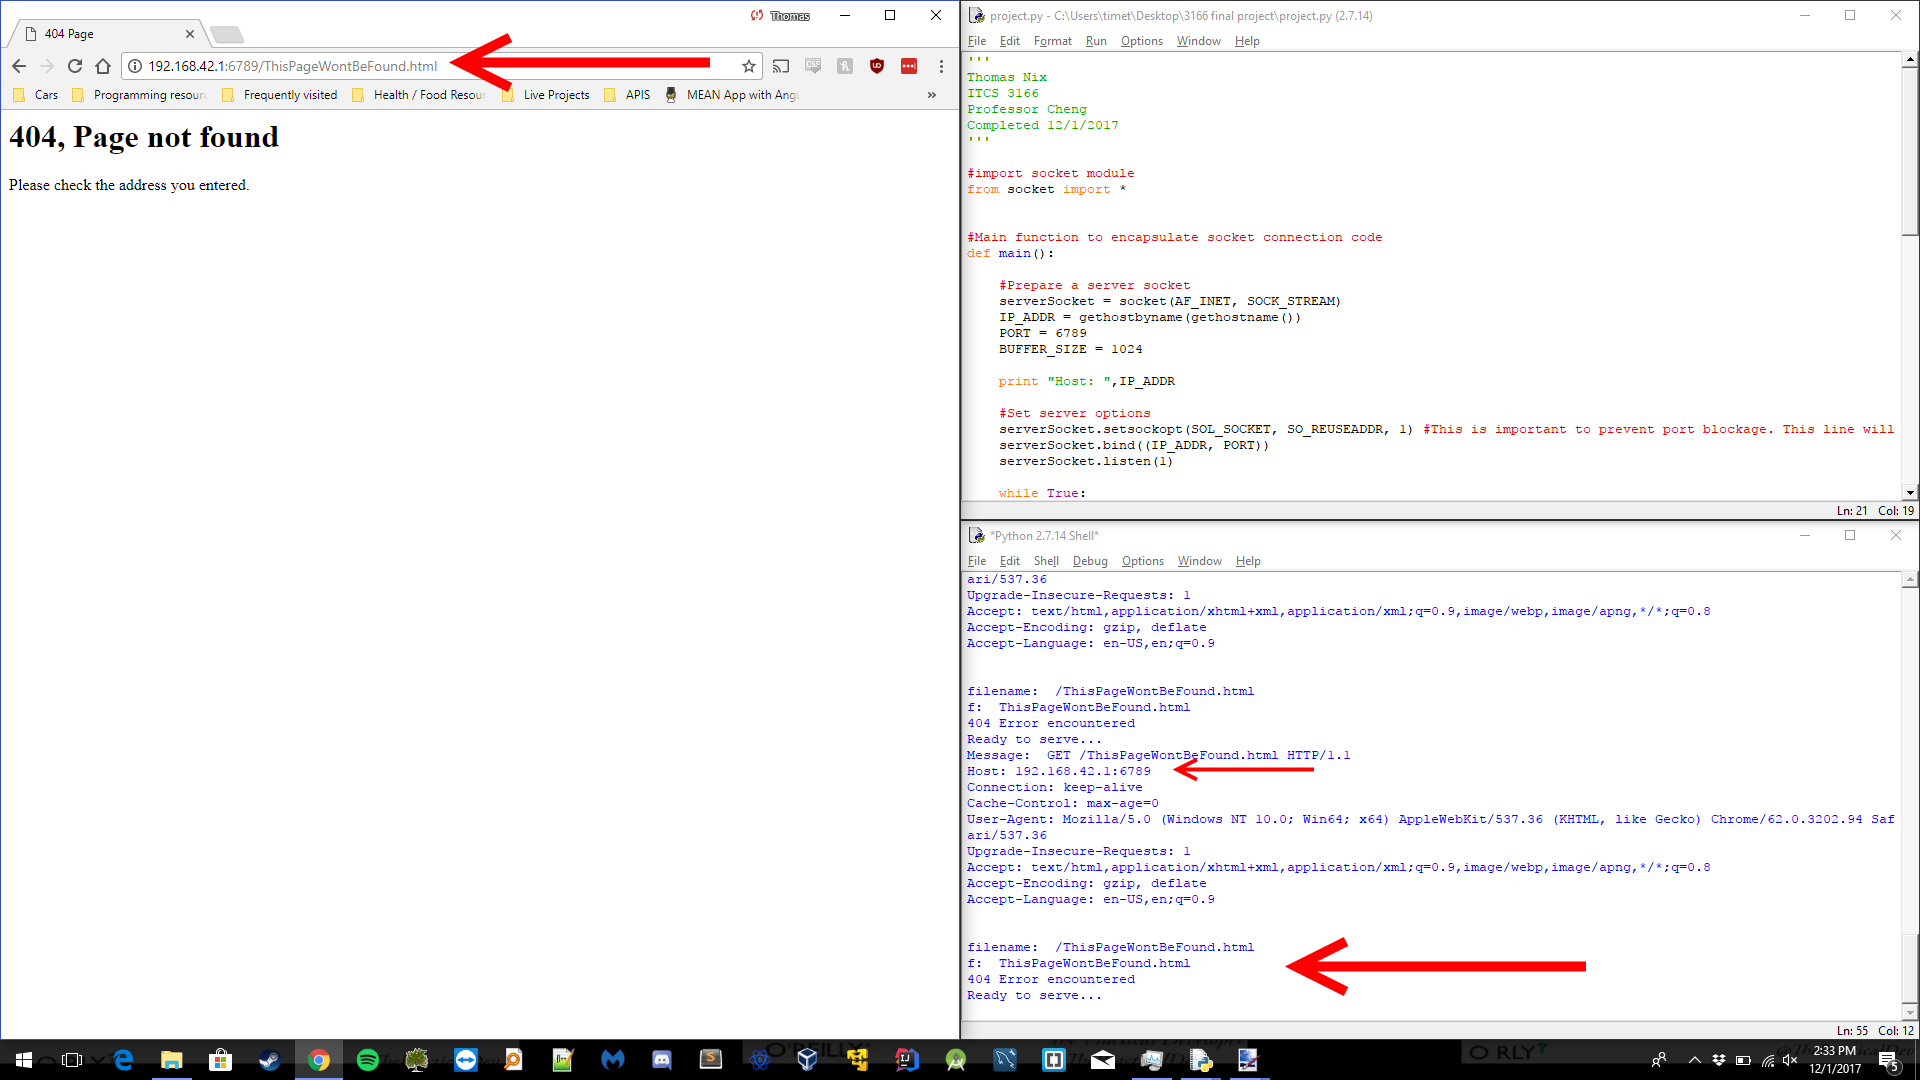 Thomas
404 Page
192.168.42.1:6789/ThisPageWontBeFound.html
Cars
Programming resour
Frequently visited
Health / Food Resou
Live Projects
APIS
MEAN App with Angu
»
404, Page not found
Please check the address you entered.
project.py - C:\Users\timet\Desktop\3166 final project\project.py (2.7.14)
File Edit Format Run Options Window Help
'''
Thomas Nix
ITCS 3166
Professor Cheng
Completed 12/1/2017
'''
#import socket module
from socket import *
#Main function to encapsulate socket connection code
def main():
#Prepare a server socket
serverSocket = socket(AF_INET, SOCK_STREAM)
IP_ADDR = gethostbyname(gethostname())
PORT = 6789
BUFFER_SIZE = 1024
print "Host: ",IP_ADDR
#Set server options
serverSocket.setsockopt(SOL_SOCKET, SO_REUSEADDR, 1) #This is important to prevent port blockage. This line will
serverSocket.bind((IP_ADDR, PORT))
serverSocket.listen(1)
while True:
Ln: 21 Col: 19
*Python 2.7.14 Shell*
File Edit Shell Debug Options Window Help
ari/537.36
Upgrade-Insecure-Requests: 1
Accept: text/html,application/xhtml+xml,application/xml;q=0.9,image/webp,image/apng,*/*;q=0.8
Accept-Encoding: gzip, deflate
Accept-Language: en-US,en;q=0.9
filename:  /ThisPageWontBeFound.html
f:  ThisPageWontBeFound.html
404 Error encountered
Ready to serve...
Message:  GET /ThisPageWontBeFound.html HTTP/1.1
Host: 192.168.42.1:6789
Connection: keep-alive
Cache-Control: max-age=0
User-Agent: Mozilla/5.0 (Windows NT 10.0; Win64; x64) AppleWebKit/537.36 (KHTML, like Gecko) Chrome/62.0.3202.94 Saf
ari/537.36
Upgrade-Insecure-Requests: 1
Accept: text/html,application/xhtml+xml,application/xml;q=0.9,image/webp,image/apng,*/*;q=0.8
Accept-Encoding: gzip, deflate
Accept-Language: en-US,en;q=0.9
filename:  /ThisPageWontBeFound.html
f:  ThisPageWontBeFound.html
404 Error encountered
Ready to serve...
Ln: 55 Col: 12
O RLY?
2:33 PM
12/1/2017
5